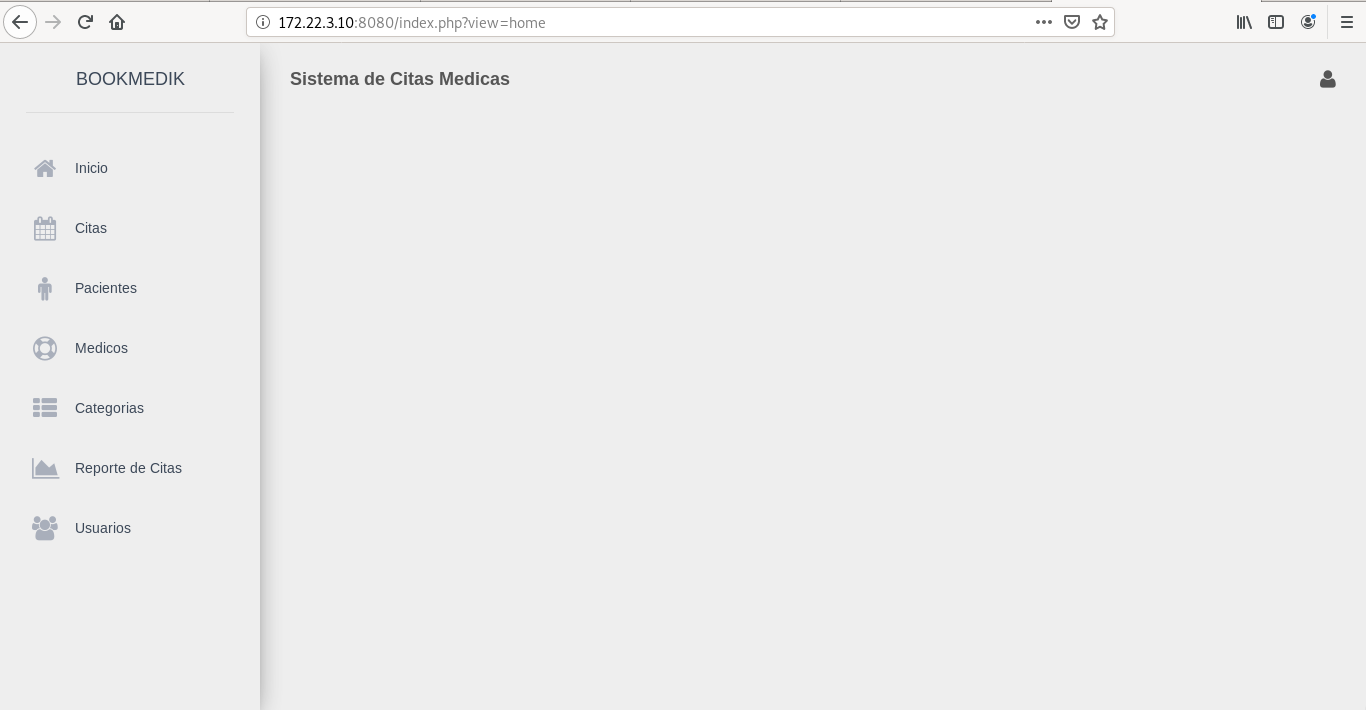 172.22.3.10:8080/index.php?view=home
BOOKMEDIK
Sistema de Citas Medicas
Inicio
Citas
Pacientes
Medicos
Categorias
Reporte de Citas
Usuarios